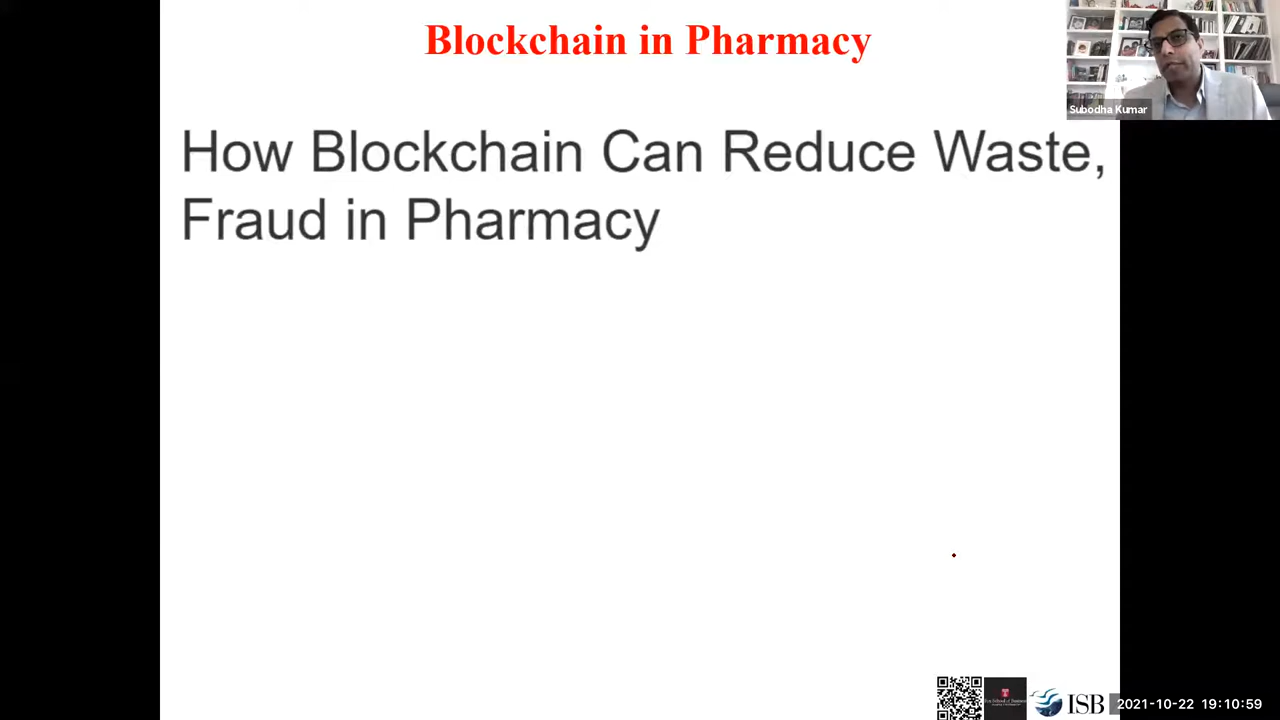 Blockchain in Pharmacy
Subodha Kumar
How Blockchain Can Reduce Waste,
Fraud in Pharmacy
ISB
2021-10-22 19:10:59